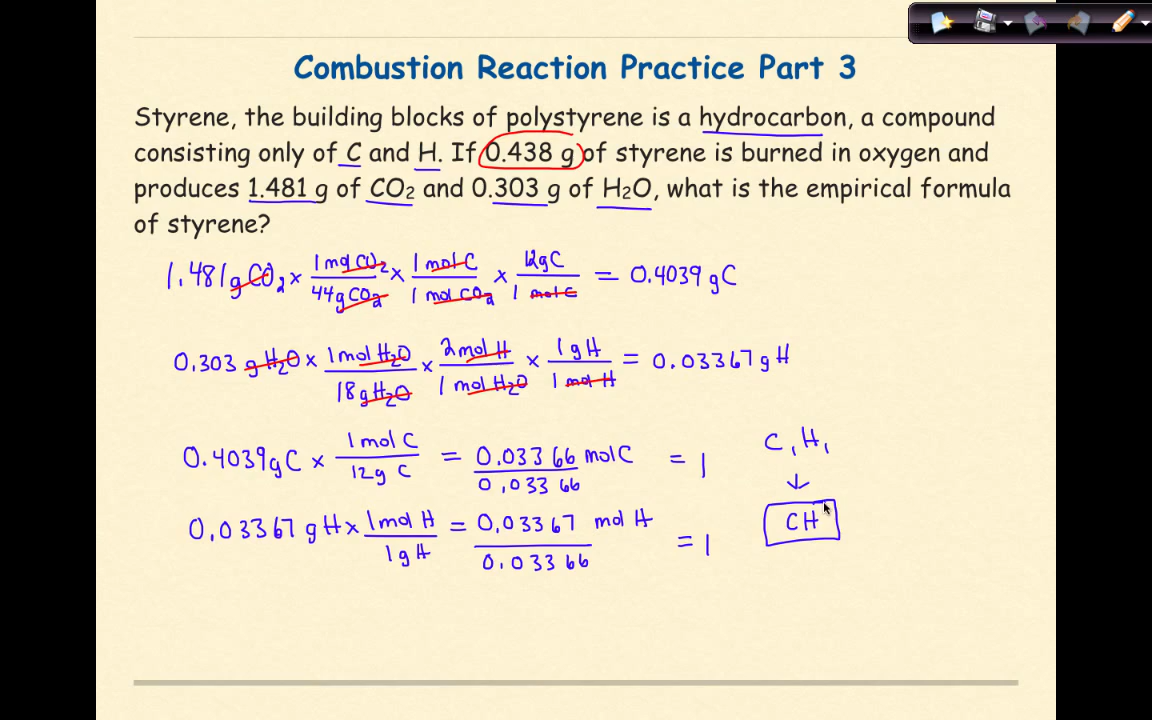 Combustion Reaction Practice Part 3
Styrene, the building blocks of polystyrene is a hydrocarbon, a compound
consisting only of C and H. If 0.438 g of styrene is burned in oxygen and
produces 1.481 g of CO₂ and 0.303 g of H₂O, what is the empirical formula
of styrene?
1.481 g CO₂ × 1 mol CO₂ / 44 g CO₂ × 1 mol C / 1 mol CO₂ × 12 g C / 1 mol C = 0.4039 g C
0.303 g H₂O × 1 mol H₂O / 18 g H₂O × 2 mol H / 1 mol H₂O × 1 g H / 1 mol H = 0.03367 g H
0.4039 g C × 1 mol C / 12 g C = 0.03366 mol C / 0.03366 = 1
C₁H₁
↓
CH
0.03367 g H × 1 mol H / 1 g H = 0.03367 mol H / 0.03366 = 1